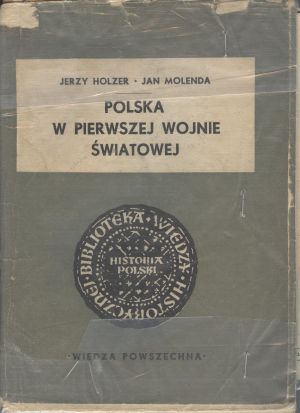 JERZY HOLZER · JAN MOLENDA
POLSKA
W PIERWSZEJ WOJNIE
ŚWIATOWEJ
BIBLIOTEKA · WIEDZY · HISTORYCZNEJ
HISTORIA
POLSKI
·WIEDZA POWSZECHNA·